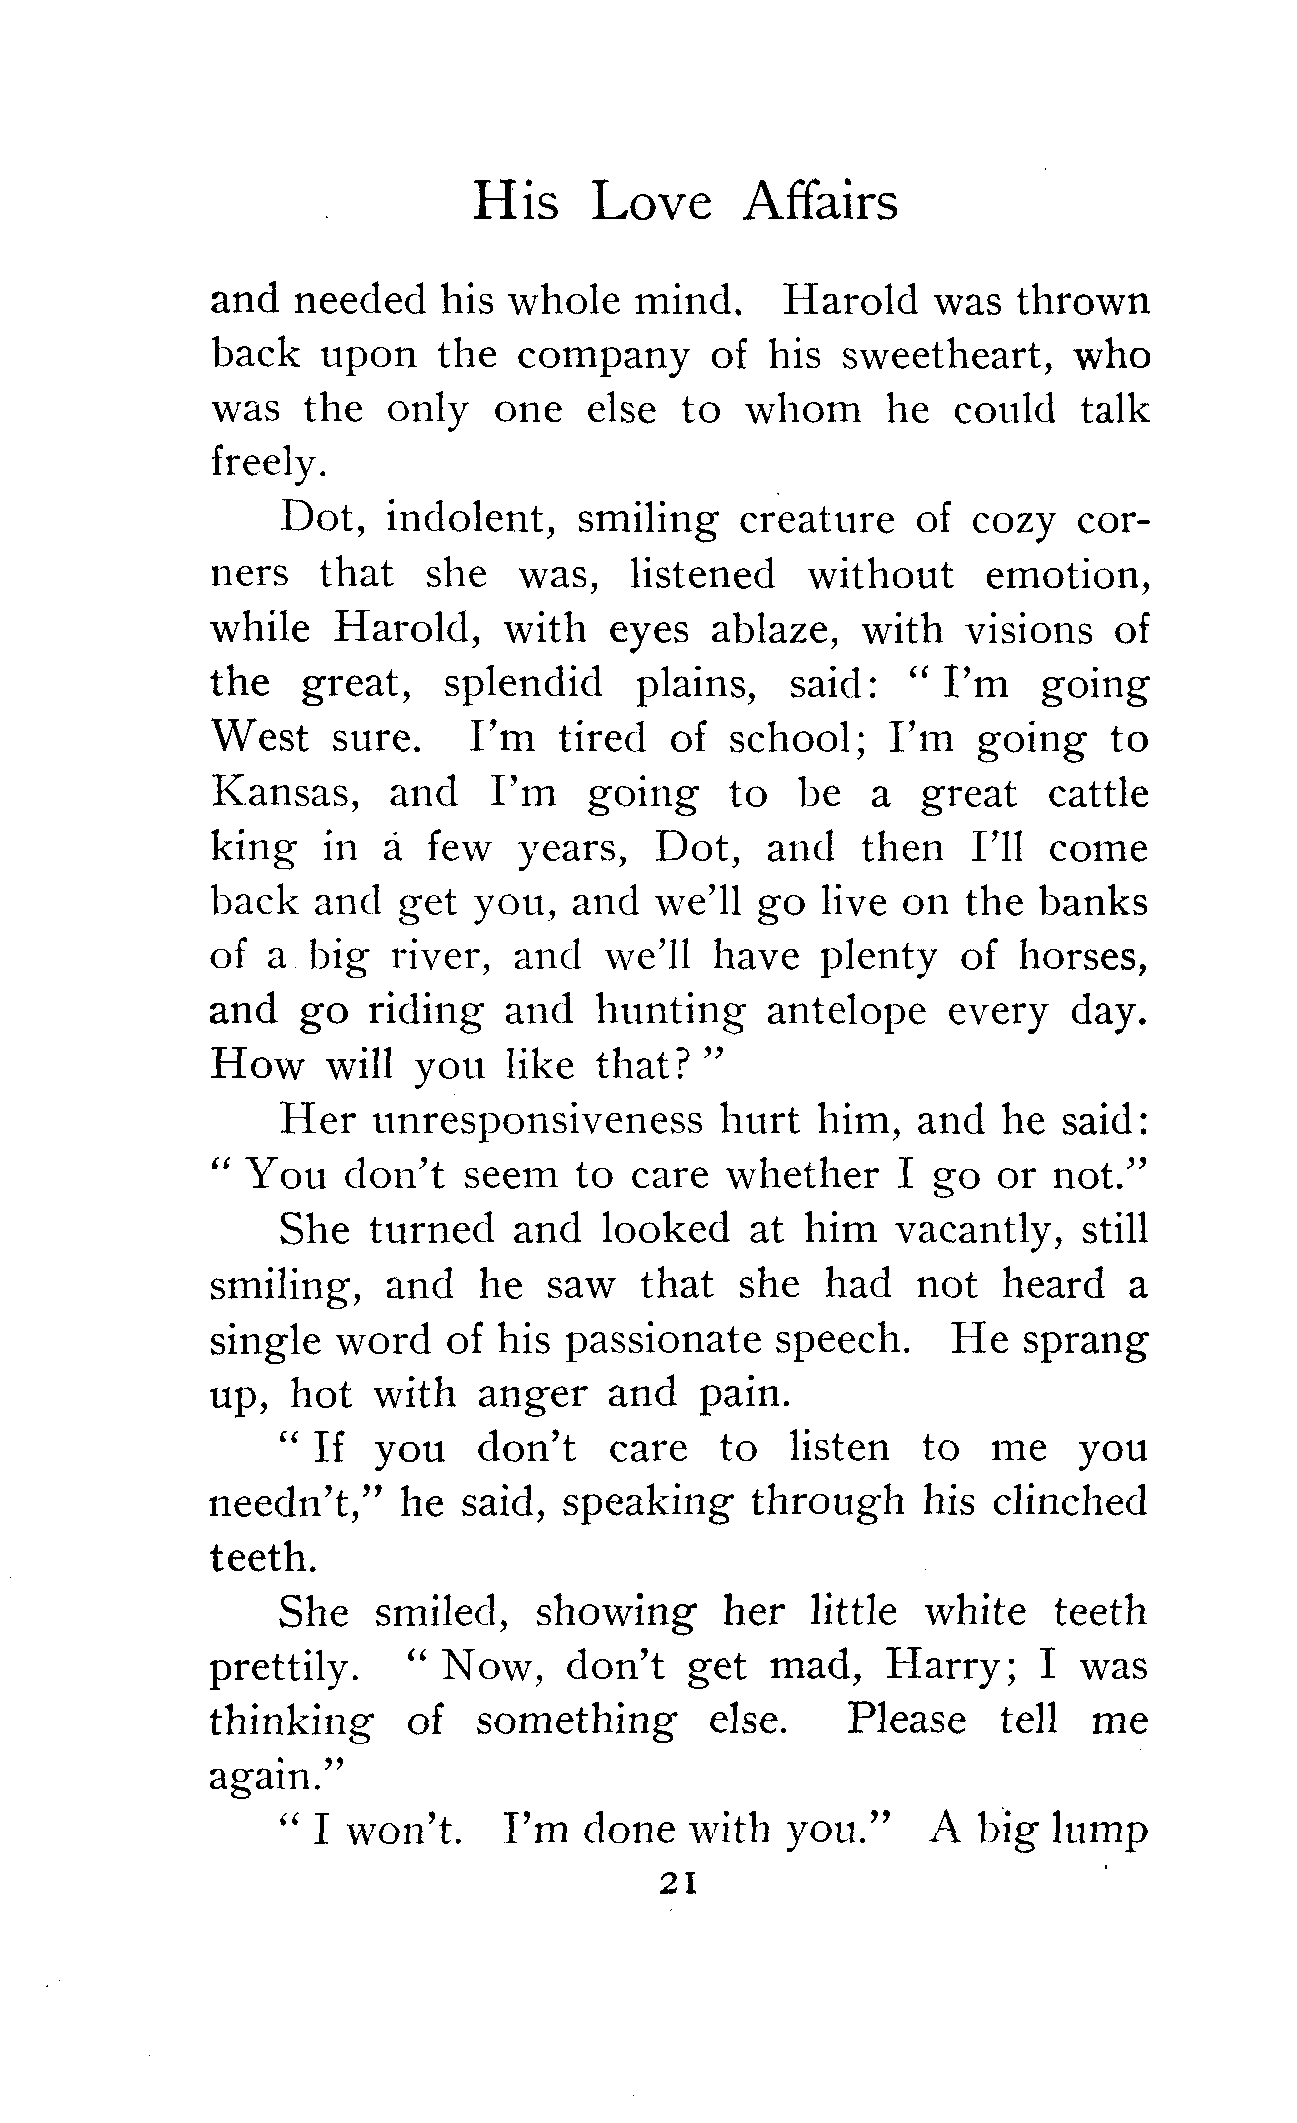 His Love Affairs
and needed his whole mind. Harold was thrown
back upon the company of his sweetheart, who
was the only one else to whom he could talk
freely.
Dot, indolent, smiling creature of cozy cor-
ners that she was, listened without emotion,
while Harold, with eyes ablaze, with visions of
the great, splendid plains, said: " I'm going
West sure. I'm tired of school; I'm going to
Kansas, and I'm going to be a great cattle
king in a few years, Dot, and then I'll come
back and get you, and we'll go live on the banks
of a big river, and we'll have plenty of horses,
and go riding and hunting antelope every day.
How will you like that? "
Her unresponsiveness hurt him, and he said:
" You don't seem to care whether I go or not."
She turned and looked at him vacantly, still
smiling, and he saw that she had not heard a
single word of his passionate speech. He sprang
up, hot with anger and pain.
" If you don't care to listen to me you
needn't," he said, speaking through his clinched
teeth.
She smiled, showing her little white teeth
prettily. " Now, don't get mad, Harry; I was
thinking of something else. Please tell me
again."
" I won't. I'm done with you." A big lump
21